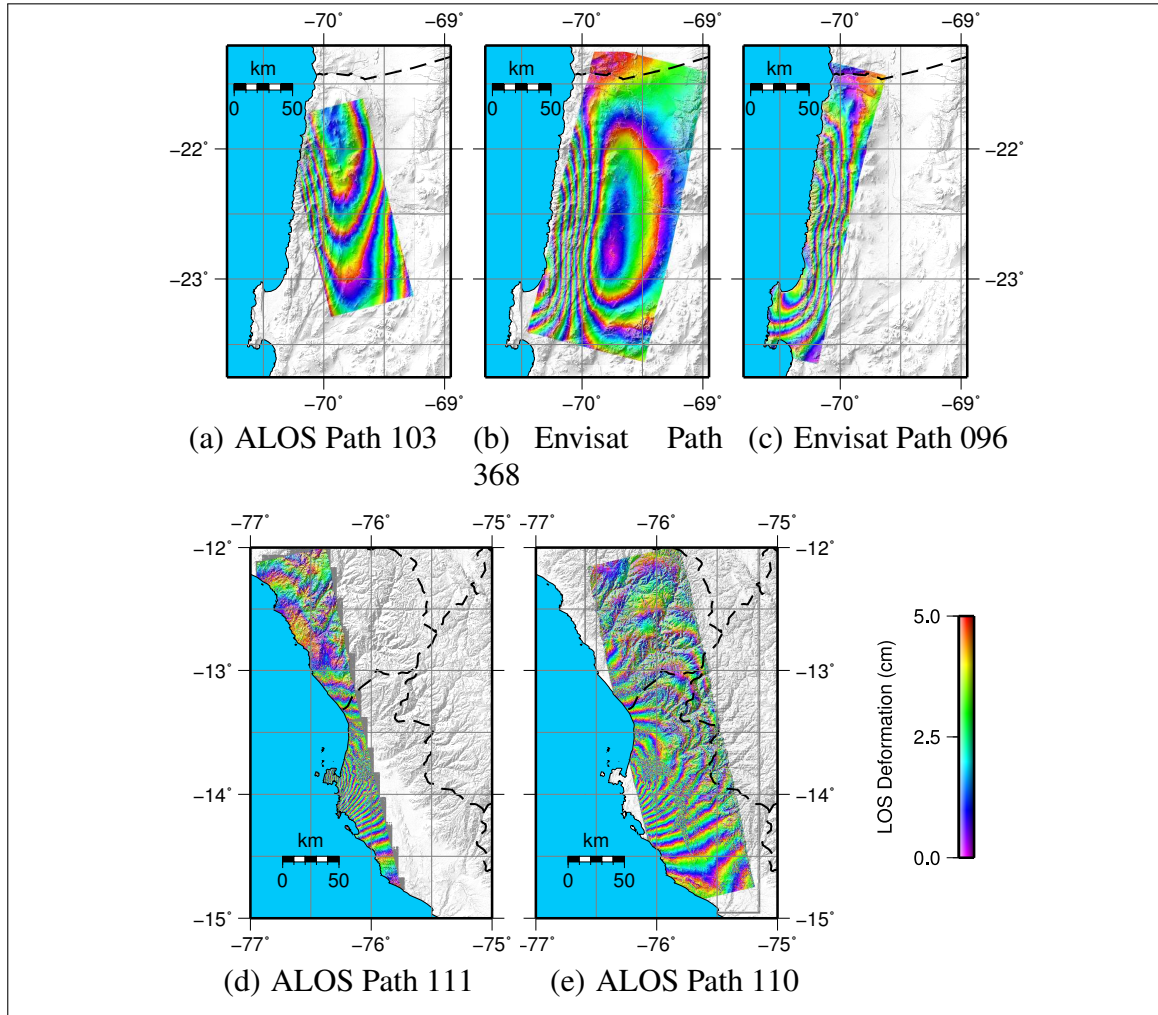 −70˚ −69˚ −70˚ −69˚ −70˚ −69˚
km km km
0 50 0 50 0 50
−22˚ −22˚
−23˚ −23˚
−70˚ −69˚ −70˚ −69˚ −70˚ −69˚
(a) ALOS Path 103 (b) Envisat Path 368 (c) Envisat Path 096
−77˚ −76˚ −75˚ −77˚ −76˚ −75˚
−12˚ −12˚
−13˚ −13˚
−14˚ −14˚
km km
0 50 0 50
−15˚ −15˚
−77˚ −76˚ −75˚ −77˚ −76˚ −75˚
(d) ALOS Path 111 (e) ALOS Path 110
5.0
2.5
0.0
LOS Deformation (cm)